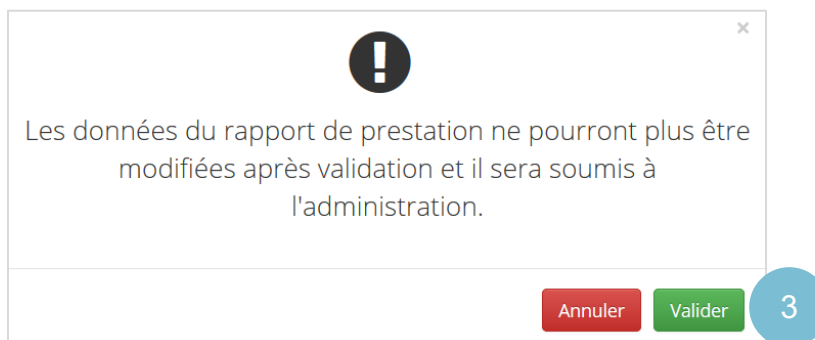 ×
!
Les données du rapport de prestation ne pourront plus être
modifiées après validation et il sera soumis à
l'administration.
Annuler Valider 3